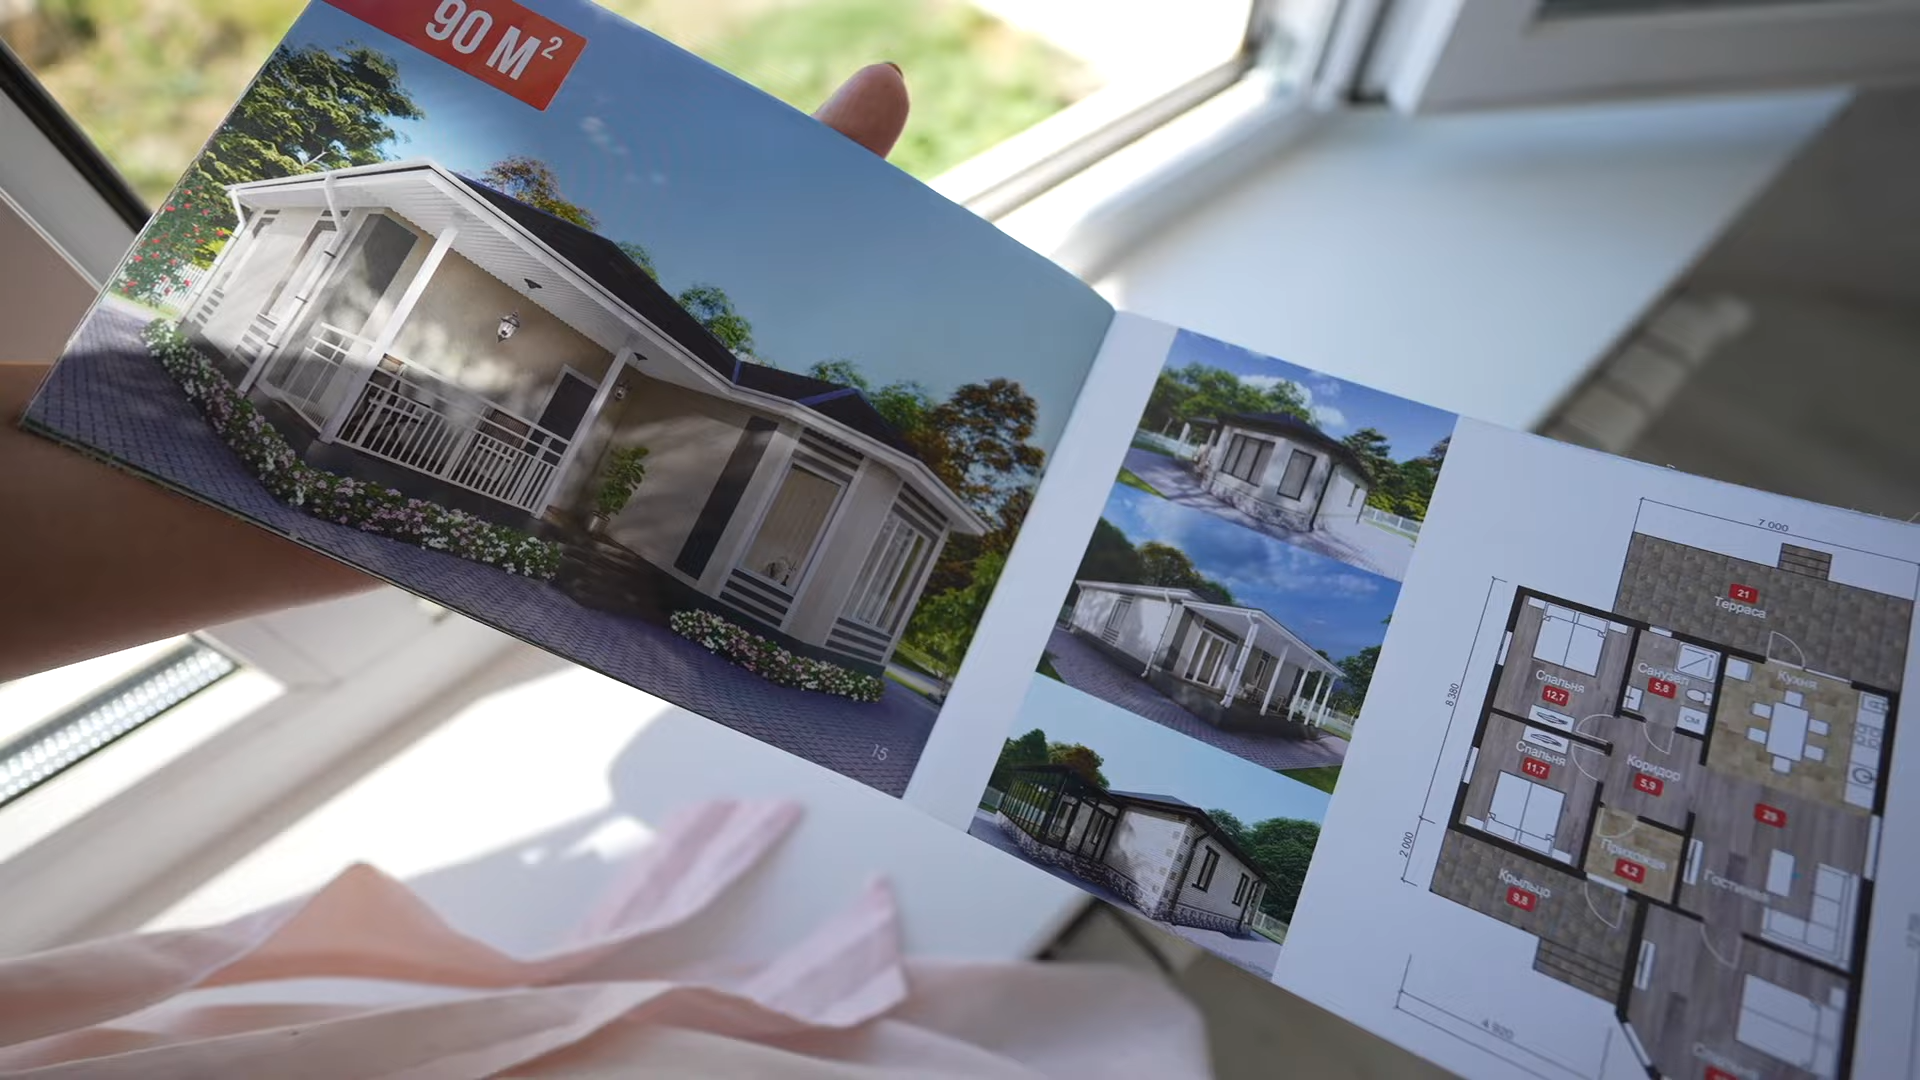 90 М²
15
7 000
21
Терраса
8 380
Спальня
12,7
Санузел
5,8
СМ
Кухня
Спальня
11,7
Коридор
5,9
29
2 000
Прихожая
4,2
Гостиная
Крыльцо
9,8
4 920